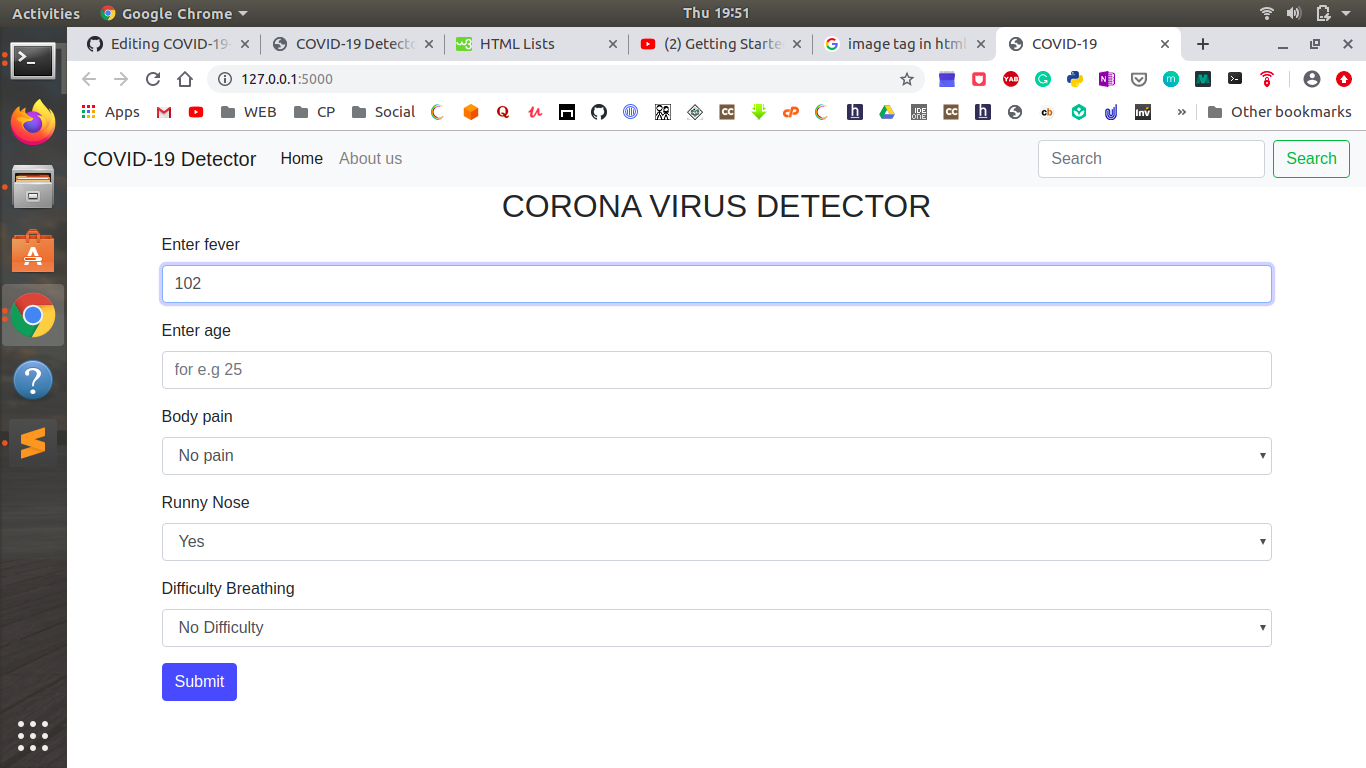 Activities Google Chrome Thu 19:51
Editing COVID-19- COVID-19 Detecto HTML Lists (2) Getting Starte image tag in html COVID-19
127.0.0.1:5000
Apps WEB CP Social Other bookmarks
COVID-19 Detector Home About us Search Search
CORONA VIRUS DETECTOR
Enter fever
102
Enter age
for e.g 25
Body pain
No pain
Runny Nose
Yes
Difficulty Breathing
No Difficulty
Submit